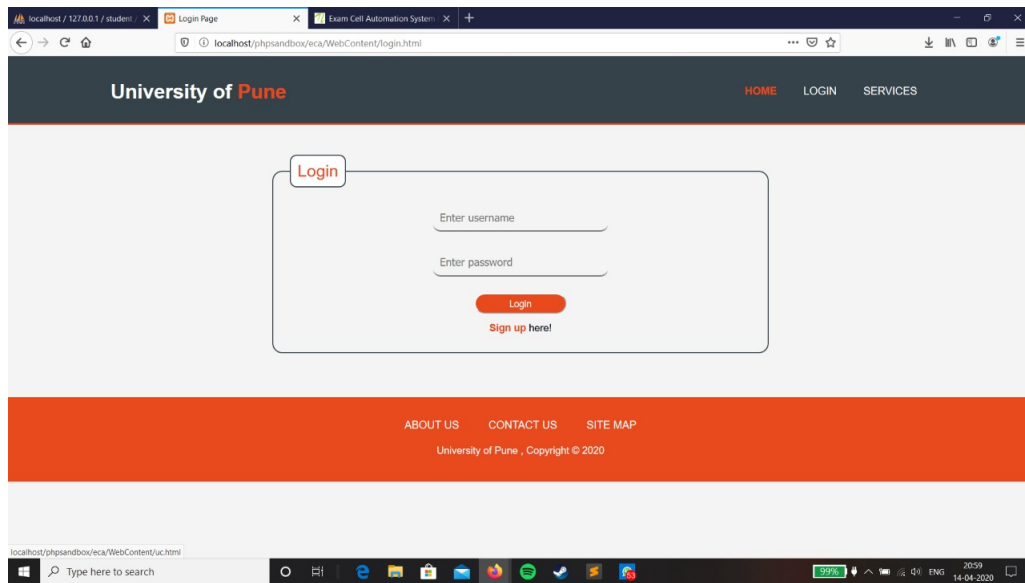 localhost / 127.0.0.1 / student /
Login Page
Exam Cell Automation System
localhost/phpsandbox/eca/WebContent/login.html
University of Pune
HOME LOGIN SERVICES
Login
Enter username
Enter password
Login
Sign up here!
ABOUT US CONTACT US SITE MAP
University of Pune , Copyright © 2020
localhost/phpsandbox/eca/WebContent/uc.html
Type here to search
99%
ENG
20:59
14-04-2020